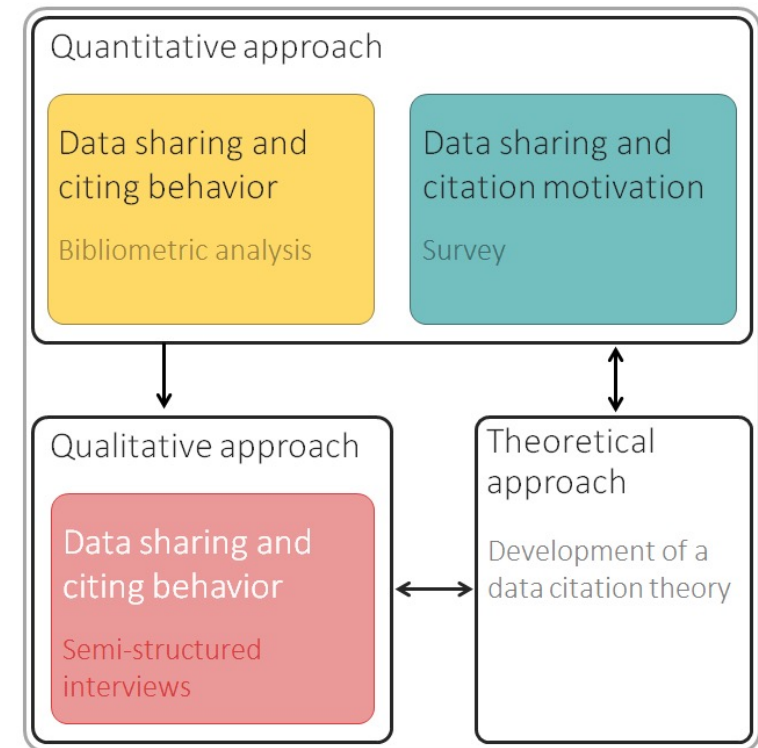 Quantitative approach
Data sharing and
citing behavior
Bibliometric analysis
Data sharing and
citation motivation
Survey
Qualitative approach
Data sharing and
citing behavior
Semi-structured
interviews
Theoretical
approach
Development of a
data citation theory